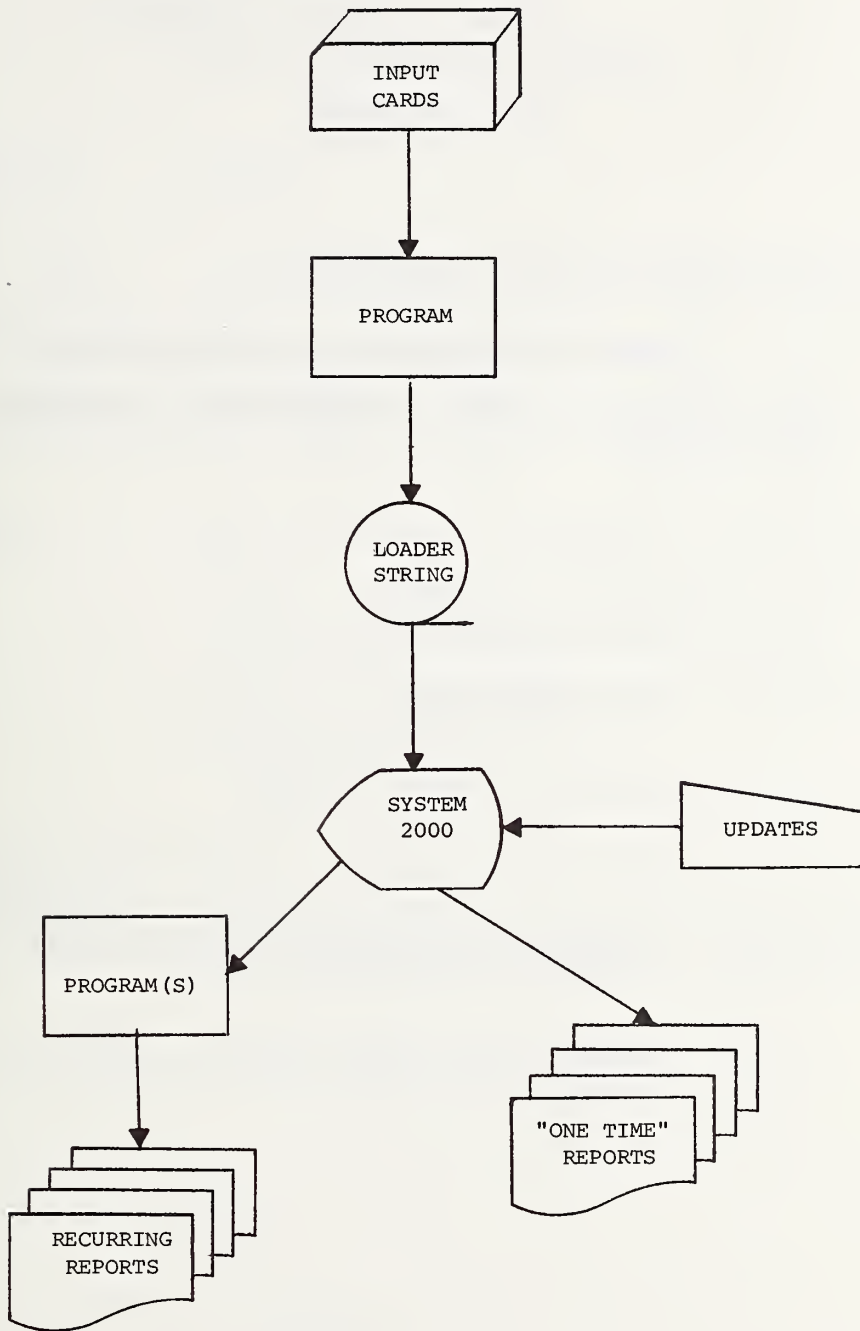 INPUT
CARDS
PROGRAM
LOADER
STRING
SYSTEM
2000
UPDATES
PROGRAM(S)
"ONE TIME"
REPORTS
RECURRING
REPORTS